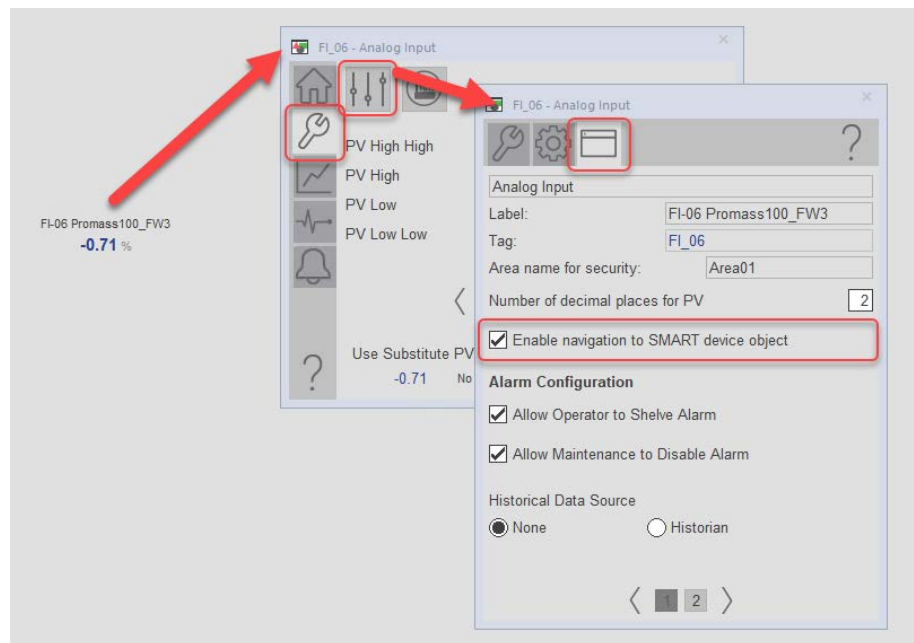 FI-06 Promass100_FW3
-0.71 %
FI_06 - Analog Input
PV High High
PV High
PV Low
PV Low Low
?
Use Substitute PV
-0.71 No
FI_06 - Analog Input
?
Analog Input
Label: FI-06 Promass100_FW3
Tag: FI_06
Area name for security: Area01
Number of decimal places for PV 2
Enable navigation to SMART device object
Alarm Configuration
Allow Operator to Shelve Alarm
Allow Maintenance to Disable Alarm
Historical Data Source
None Historian
1 2